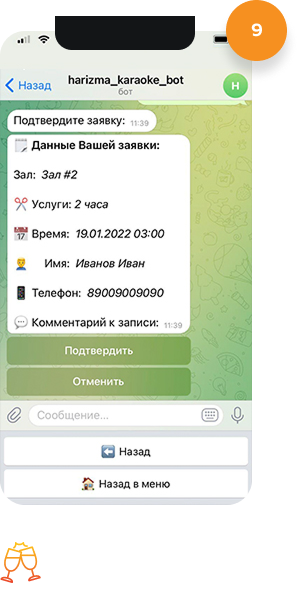 9
harizma_karaoke_bot
Назад
бот
H
Подтвердите заявку: 11:39
Данные Вашей заявки:
Зал: Зал #2
Услуги: 2 часа
Время: 19.01.2022 03:00
Имя: Иванов Иван
Телефон: 89009009090
Комментарий к записи: 11:39
Подтвердить
Отменить
Сообщение...
Назад
Назад в меню